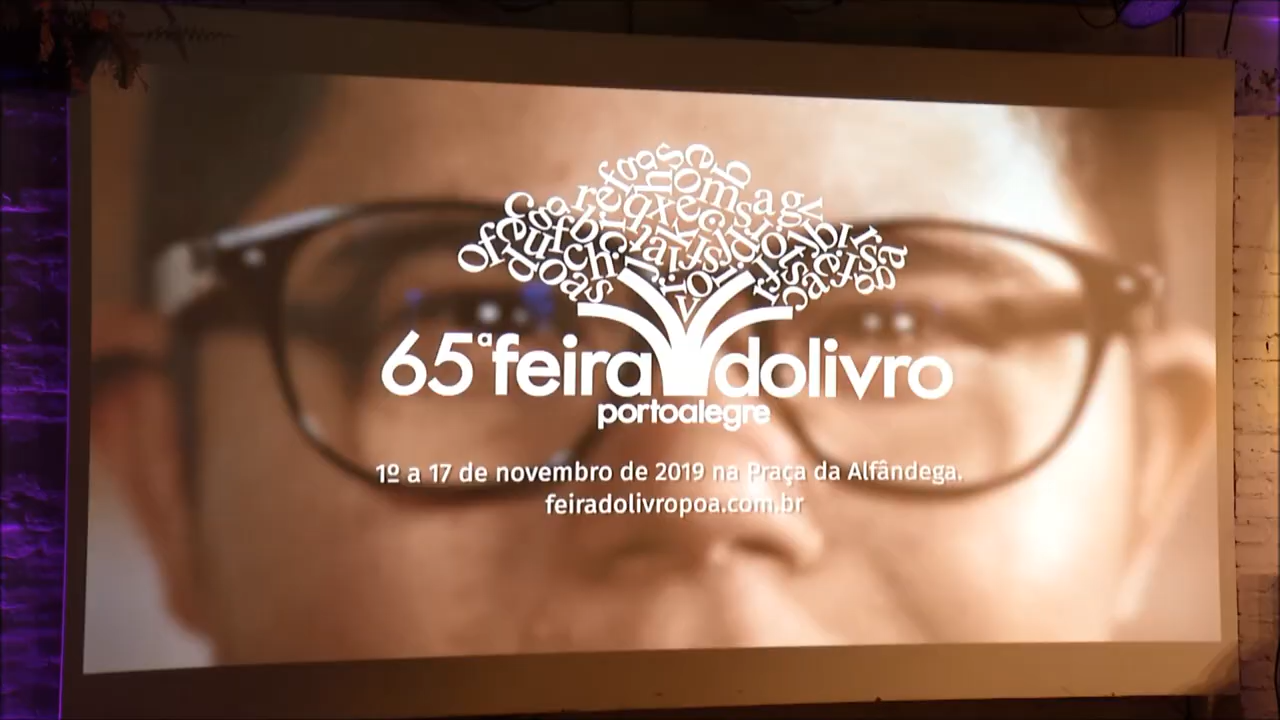 65ª feira do livro
portoalegre
1º a 17 de novembro de 2019 na Praça da Alfândega.
feiradolivropoa.com.br